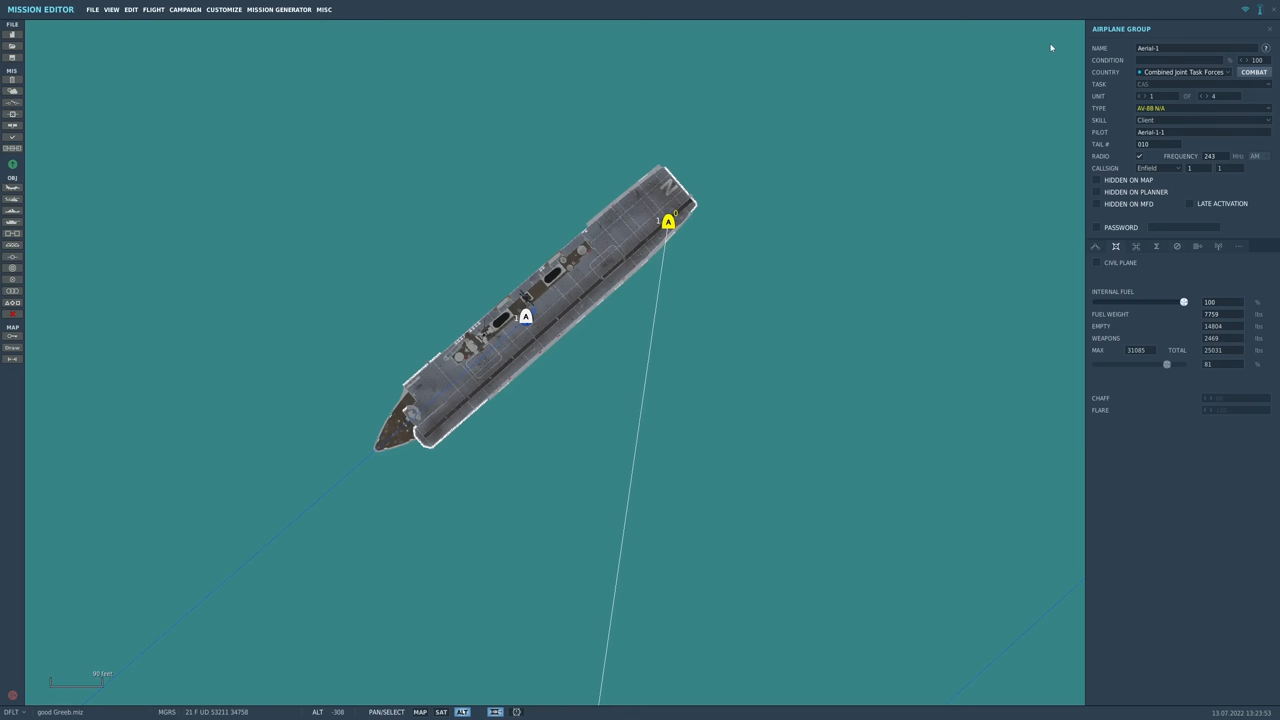 MISSION EDITOR FILE VIEW EDIT FLIGHT CAMPAIGN CUSTOMIZE MISSION GENERATOR MISC
FILE
MIS
OBJ
MAP
Draw
N
1 A 0
1 A
90 feet
AIRPLANE GROUP
NAME Aerial-1 ?
CONDITION % < > 100
COUNTRY Combined Joint Task Forces COMBAT
TASK CAS
UNIT < > 1 OF < > 4
TYPE AV-8B N/A
SKILL Client
PILOT Aerial-1-1
TAIL # 010
RADIO FREQUENCY 243 MHz AM
CALLSIGN Enfield 1 1
HIDDEN ON MAP
HIDDEN ON PLANNER
HIDDEN ON MFD LATE ACTIVATION
PASSWORD
CIVIL PLANE
INTERNAL FUEL
100 %
FUEL WEIGHT 7759 lbs
EMPTY 14804 lbs
WEAPONS 2469 lbs
MAX 31085 TOTAL 25031 lbs
81 %
CHAFF
FLARE
DFLT good Greeb.miz MGRS 21 F UD 53211 34758 ALT -308 PAN/SELECT MAP SAT ALT 13.07.2022 13:23:53